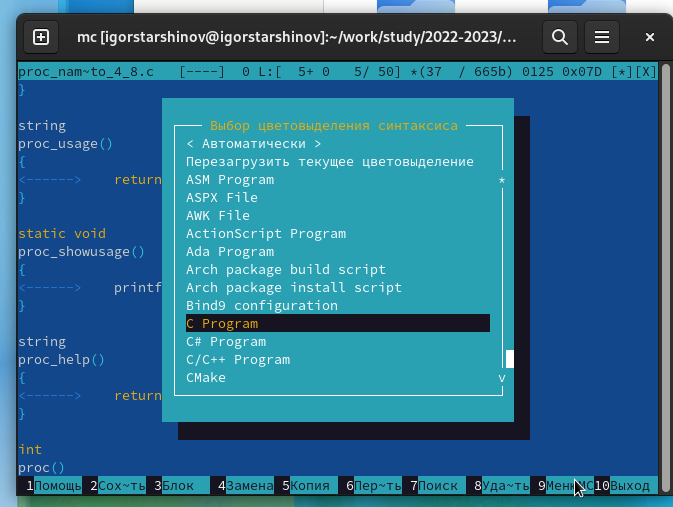 mc [igorstarshinov@igorstarshinov]:~/work/study/2022-2023/...
proc_nam~to_4_8.c [----] 0 L:[ 5+ 0 5/ 50] *(37 / 665b) 0125 0x07D [*][X]
}
string
proc_usage()
{
<------> return
}
static void
proc_showusage()
{
<------> printf
}
string
proc_help()
{
<------> return
}
int
proc()
Выбор цветовыделения синтаксиса
< Автоматически >
Перезагрузить текущее цветовыделение
ASM Program
ASPX File
AWK File
ActionScript Program
Ada Program
Arch package build script
Arch package install script
Bind9 configuration
C Program
C# Program
C/C++ Program
CMake
1Помощь 2Сох~ть 3Блок 4Замена 5Копия 6Пер~ть 7Поиск 8Уда~ть 9МенюMC 10Выход